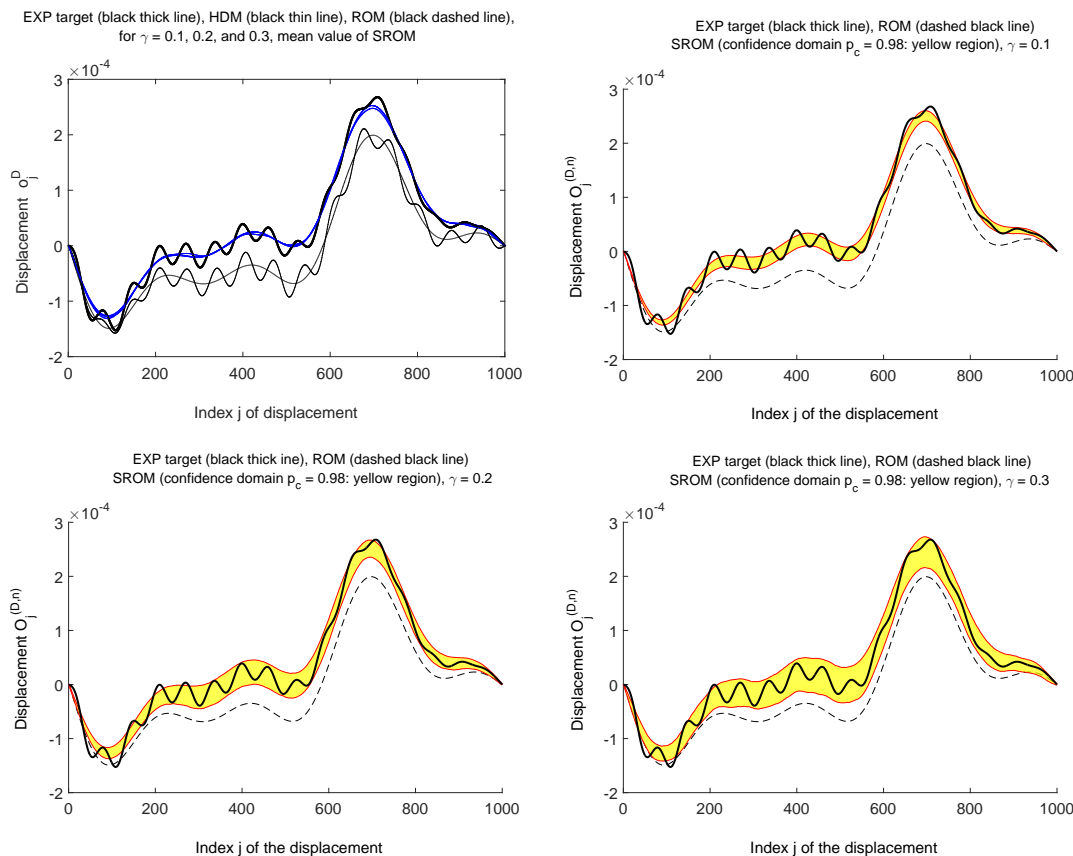 EXP target (black thick line), HDM (black thin line), ROM (black dashed line),
for γ = 0.1, 0.2, and 0.3, mean value of SROM
×10^-4
3
2
1
0
-1
-2
0 200 400 600 800 1000
Displacement o_j^D
Index j of displacement
EXP target (black thick line), ROM (dashed black line)
SROM (confidence domain p_c = 0.98: yellow region), γ = 0.1
×10^-4
3
2
1
0
-1
-2
0 200 400 600 800 1000
Displacement O_j^(D,n)
Index j of the displacement
EXP target (black thick ine), ROM (dashed black line)
SROM (confidence domain p_c = 0.98: yellow region), γ = 0.2
×10^-4
3
2
1
0
-1
-2
0 200 400 600 800 1000
Displacement O_j^(D,n)
Index j of the displacement
EXP target (black thick line), ROM (dashed black line)
SROM (confidence domain p_c = 0.98: yellow region), γ = 0.3
×10^-4
3
2
1
0
-1
-2
0 200 400 600 800 1000
Displacement O_j^(D,n)
Index j of the displacement